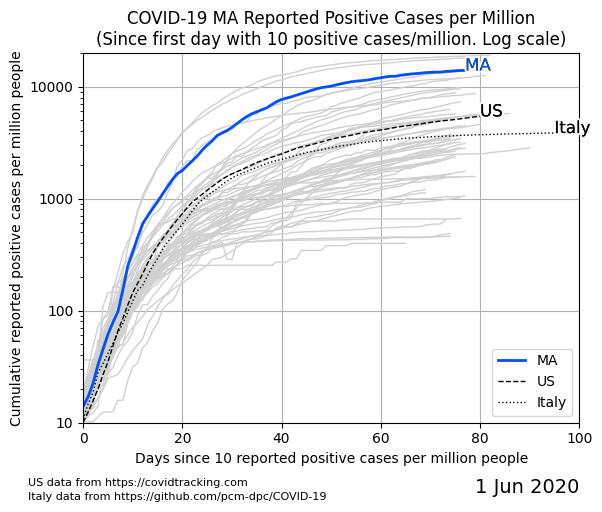 COVID-19 MA Reported Positive Cases per Million
(Since first day with 10 positive cases/million. Log scale)
Cumulative reported positive cases per million people
10000
1000
100
10
MA
US
Italy
MA
US
Italy
0
20
40
60
80
100
Days since 10 reported positive cases per million people
US data from https://covidtracking.com
Italy data from https://github.com/pcm-dpc/COVID-19
1 Jun 2020